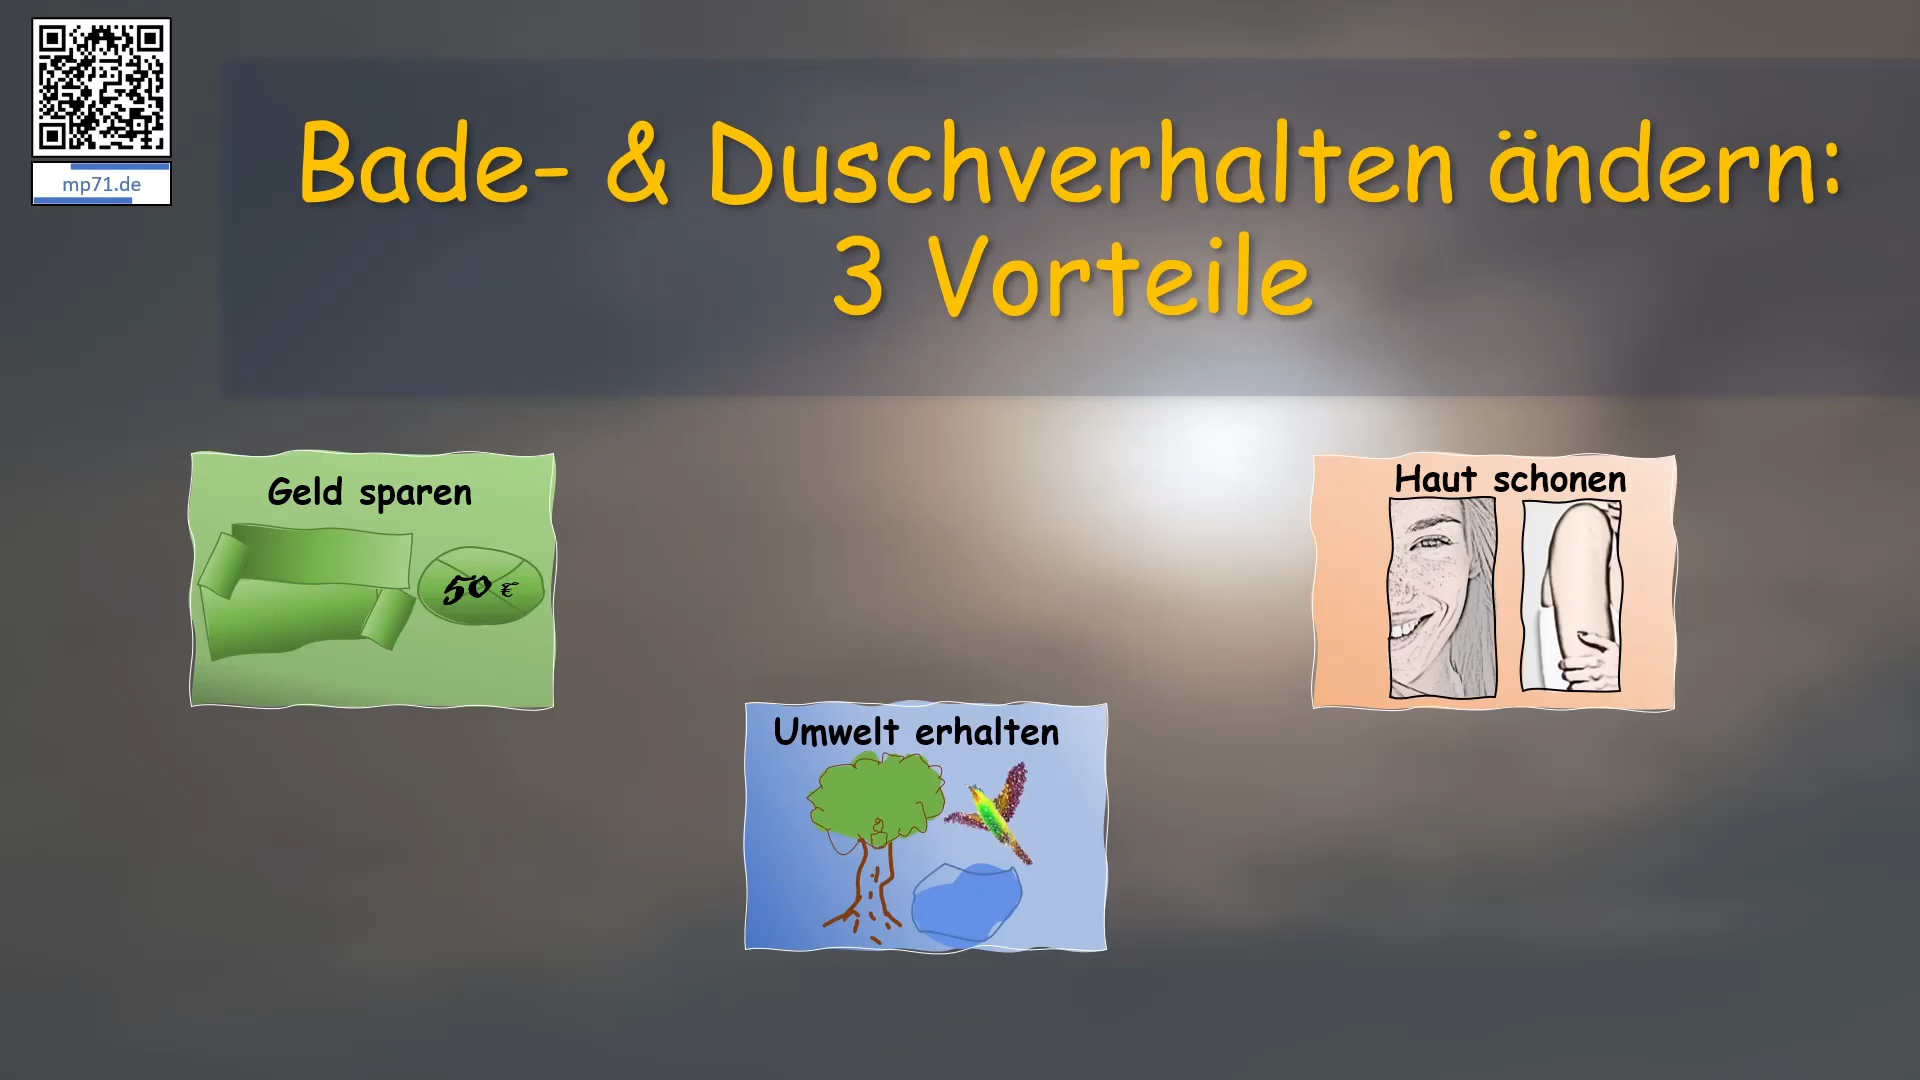 mp71.de
Bade- & Duschverhalten ändern:
3 Vorteile
Geld sparen
50 €
Haut schonen
Umwelt erhalten